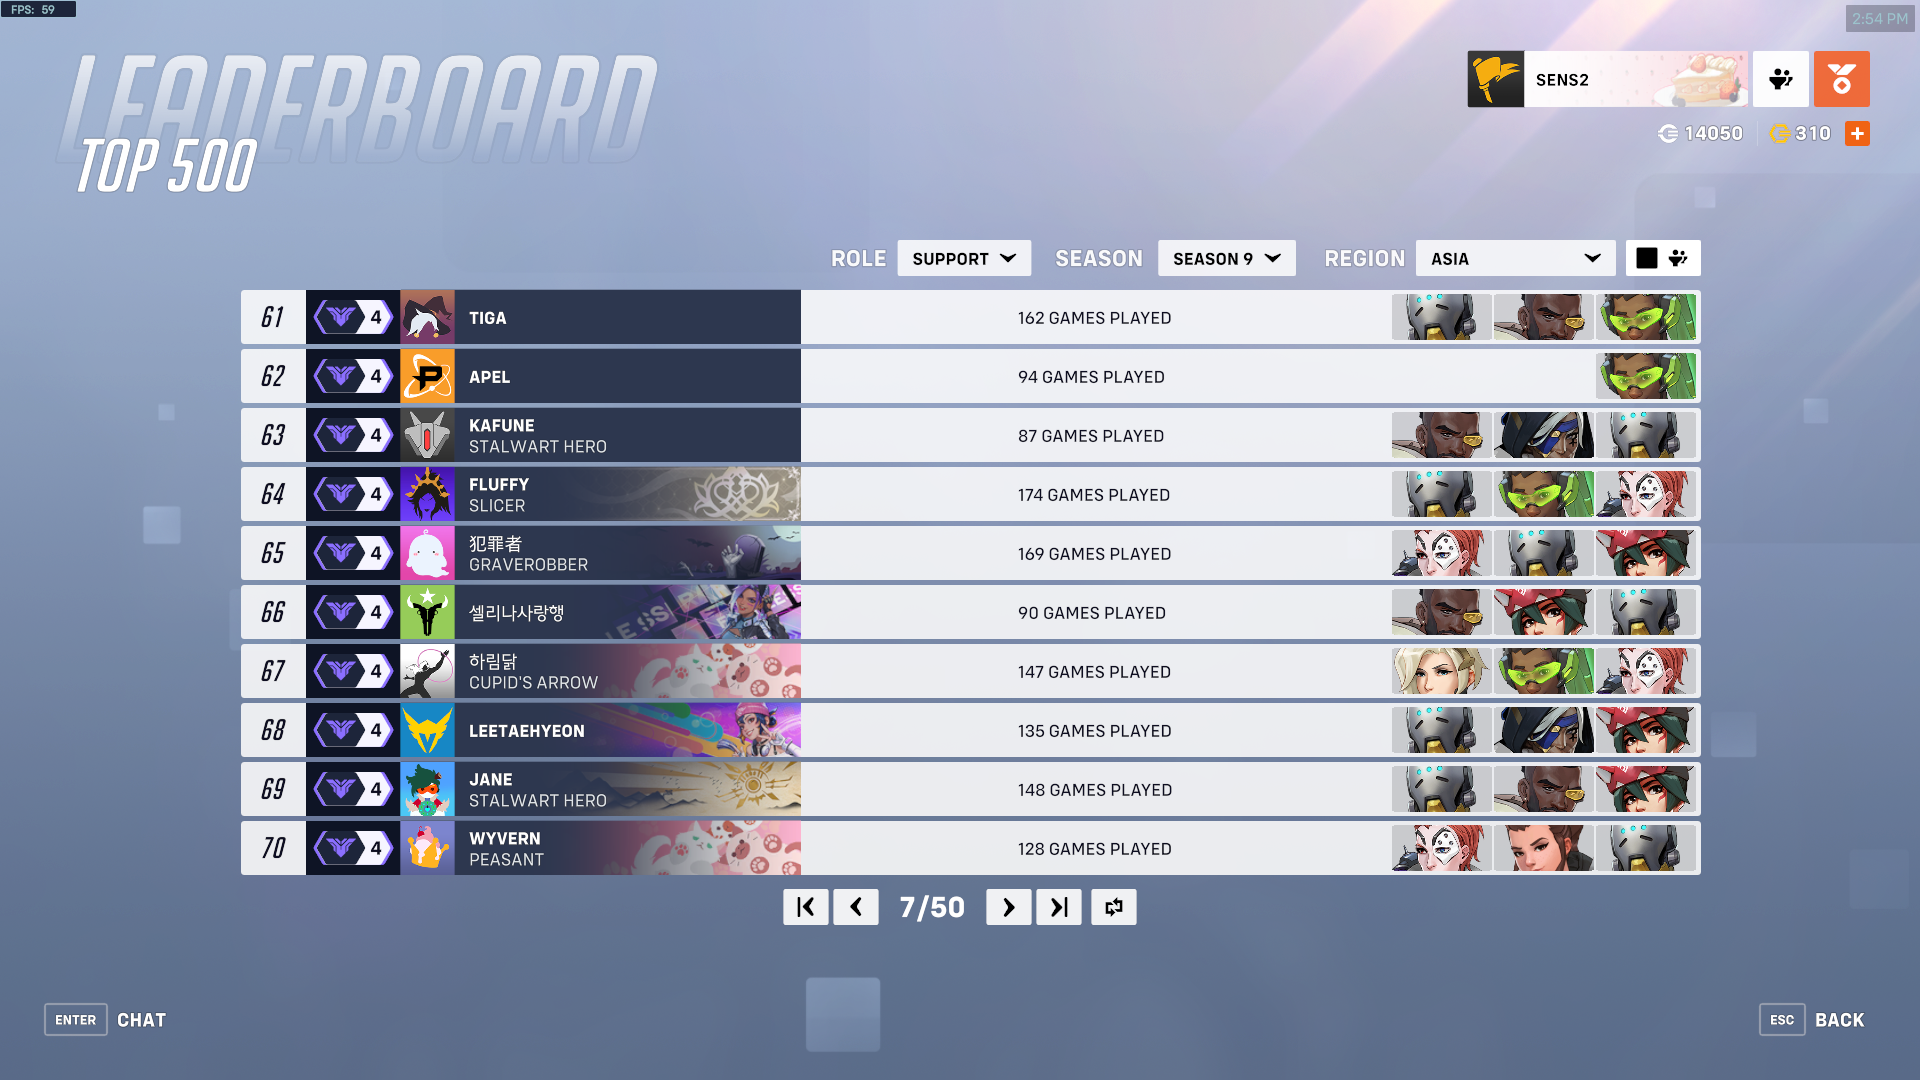 FPS: 59
2:54 PM
LEADERBOARD
TOP 500
SENS2
14050
310
ROLE SUPPORT SEASON SEASON 9 REGION ASIA
61 4 TIGA 162 GAMES PLAYED
62 4 APEL 94 GAMES PLAYED
63 4 KAFUNE 87 GAMES PLAYED
STALWART HERO
64 4 FLUFFY 174 GAMES PLAYED
SLICER
65 4 犯罪者 169 GAMES PLAYED
GRAVEROBBER
66 4 셀리나사랑행 90 GAMES PLAYED
67 4 하림닭 147 GAMES PLAYED
CUPID'S ARROW
68 4 LEETAEHYEON 135 GAMES PLAYED
69 4 JANE 148 GAMES PLAYED
STALWART HERO
70 4 WYVERN 128 GAMES PLAYED
PEASANT
7/50
ENTER CHAT
ESC BACK